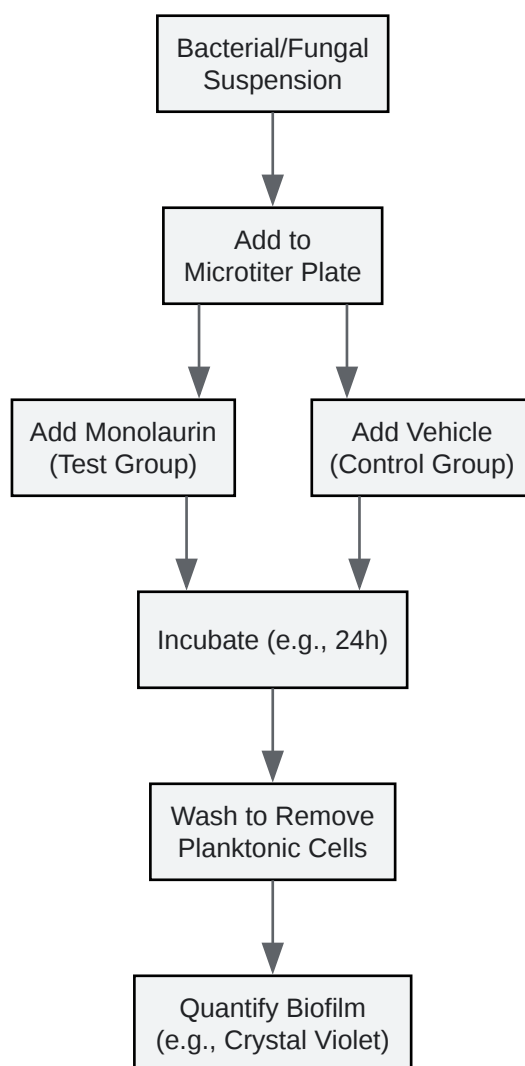 Bacterial/Fungal
Suspension
Add to
Microtiter Plate
Add Monolaurin
(Test Group)
Add Vehicle
(Control Group)
Incubate (e.g., 24h)
Wash to Remove
Planktonic Cells
Quantify Biofilm
(e.g., Crystal Violet)